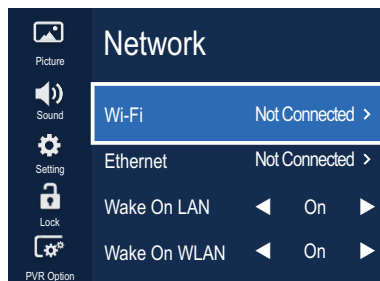 Picture
Sound
Setting
Lock
PVR Option
Network
Wi-Fi Not Connected >
Ethernet Not Connected >
Wake On LAN ◀ On ▶
Wake On WLAN ◀ On ▶